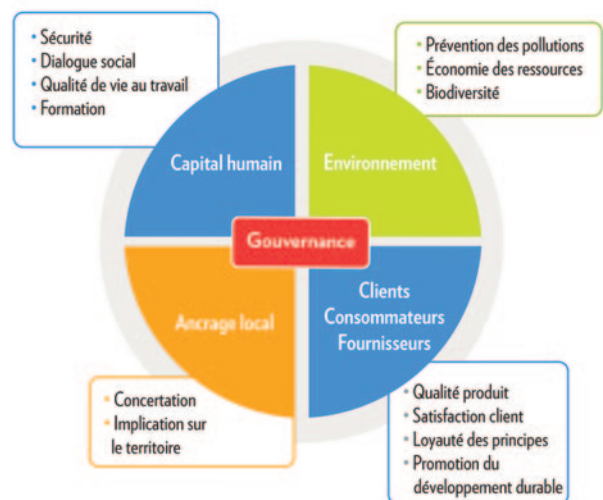 • Sécurité
• Dialogue social
• Qualité de vie au travail
• Formation
• Prévention des pollutions
• Économie des ressources
• Biodiversité
Capital humain
Environnement
Gouvernance
Ancrage local
Clients
Consommateurs
Fournisseurs
• Concertation
• Implication sur
le territoire
• Qualité produit
• Satisfaction client
• Loyauté des principes
• Promotion du
développement durable